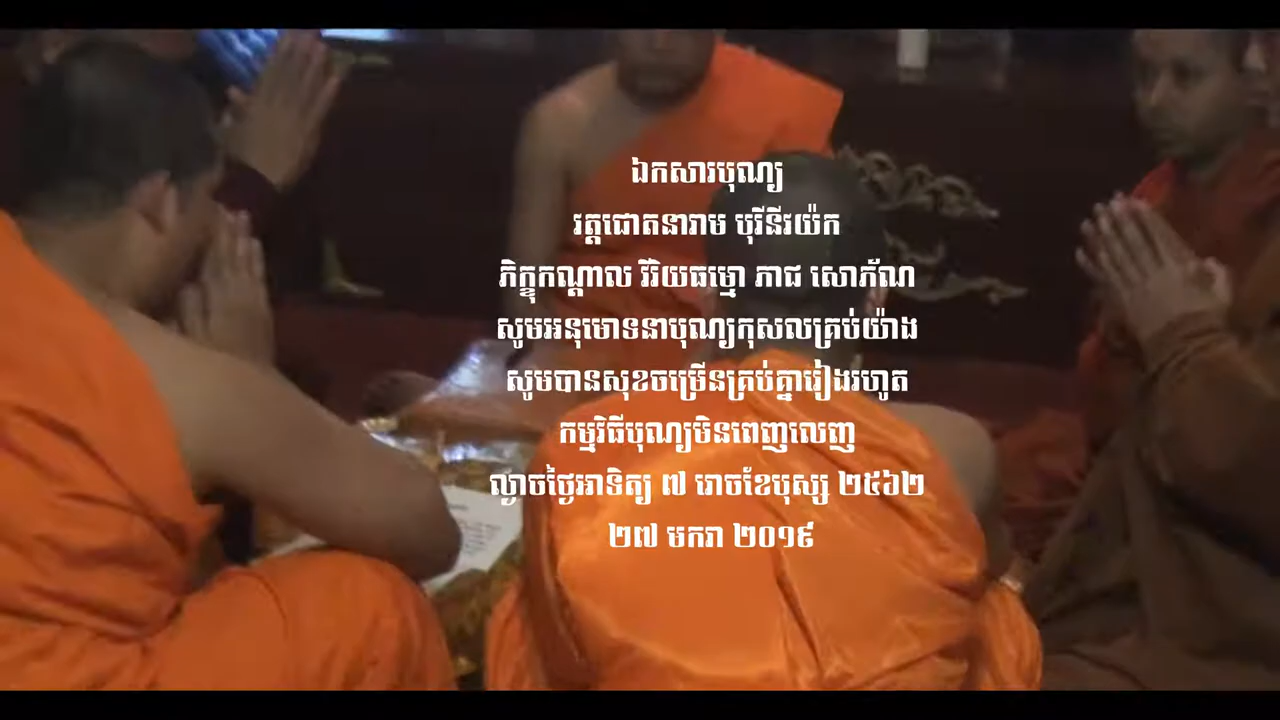 ឯកសារបុណ្យ
រត្តជោតនារាម បុរីនីវយ៉ក
ភិក្ខុកណ្ដាល វីរិយធម្មោ ភាជ សោភ័ណ
សូមអនុមោទនាបុណ្យកុសលគ្រប់យ៉ាង
សូមបានសុខចម្រើនគ្រប់គ្នារៀងរហូត
កម្មវិធីបុណ្យមិនពេញលេញ
ល្ងាចថ្ងៃអាទិត្យ ៧ រោចខែបុស្ស ២៥៦២
២៧ មករា ២០១៩